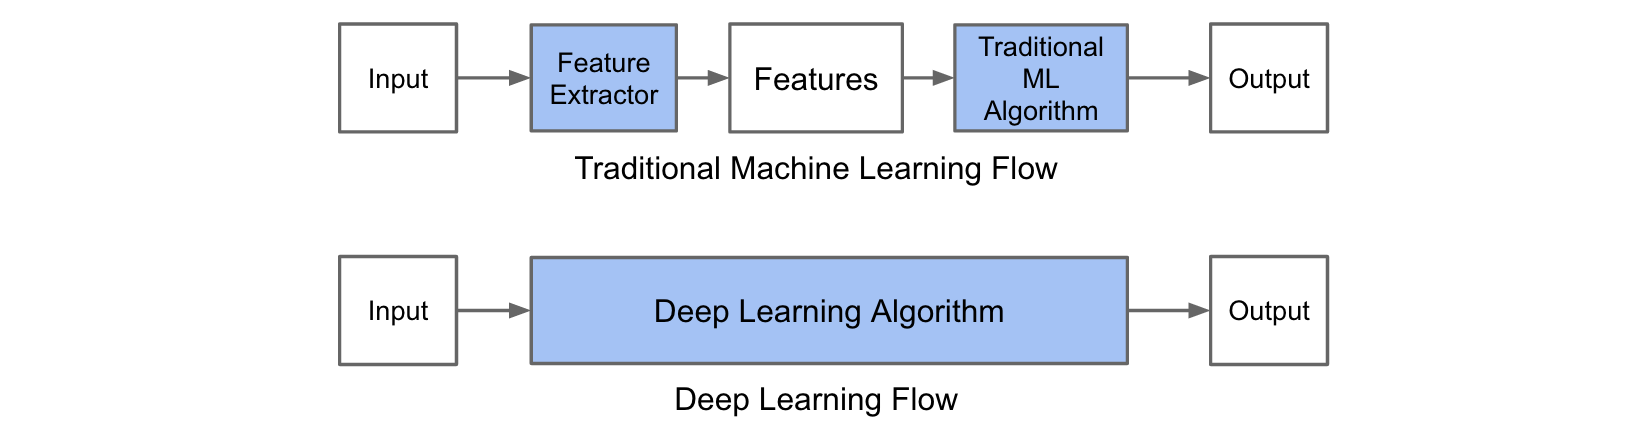 Input
Feature
Extractor
Features
Traditional
ML
Algorithm
Output
Traditional Machine Learning Flow
Input
Deep Learning Algorithm
Output
Deep Learning Flow